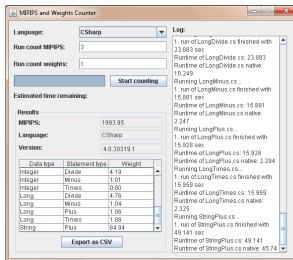 MIPIPS and Weights Counter
Language:
CSharp
Run count MIPIPS:
3
Run count weights:
1
Start counting
Estimated time remaining:
Results
MIPIPS:
1993.95
Language:
CSharp
Version:
4.0.30319.1
Data type Statement type Weight
Integer Divide 4.19
Integer Minus 1.01
Integer Times 0.80
Long Divide 4.76
Long Minus 1.04
Long Plus 1.06
Long Times 1.08
String Plus 84.94
Export as CSV
Log:
1. run of LongDivide.cs finished with
23.883 sec
Runtime of LongDivide.cs: 23.883
Runtime of LongDivide.cs native:
10.249
Running LongMinus.cs...
1. run of LongMinus.cs finished with
15.881 sec
Runtime of LongMinus.cs: 15.881
Runtime of LongMinus.cs native:
2.247
Running LongPlus.cs...
1. run of LongPlus.cs finished with
15.928 sec
Runtime of LongPlus.cs: 15.928
Runtime of LongPlus.cs native: 2.294
Running LongTimes.cs...
1. run of LongTimes.cs finished with
15.959 sec
Runtime of LongTimes.cs: 15.959
Runtime of LongTimes.cs native:
2.325
Running StringPlus.cs...
1. run of StringPlus.cs finished with
49.141 sec
Runtime of StringPlus.cs: 49.141
Runtime of StringPlus.cs native: 45.74